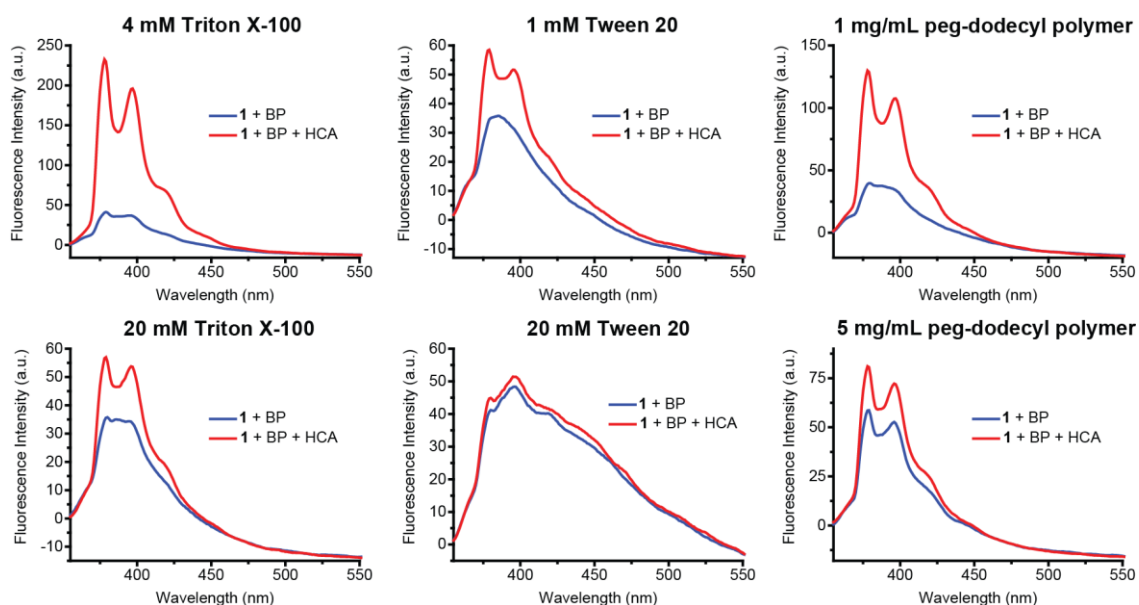 4 mM Triton X-100
Fluorescence Intensity (a.u.)
250
200
150
100
50
0
1 + BP
1 + BP + HCA
400
450
500
550
Wavelength (nm)
1 mM Tween 20
Fluorescence Intensity (a.u.)
60
50
40
30
20
10
0
-10
1 + BP
1 + BP + HCA
400
450
500
550
Wavelength (nm)
1 mg/mL peg-dodecyl polymer
Fluorescence Intensity (a.u.)
150
100
50
0
1 + BP
1 + BP + HCA
400
450
500
550
Wavelength (nm)
20 mM Triton X-100
Fluorescence Intensity (a.u.)
60
50
40
30
20
10
0
-10
1 + BP
1 + BP + HCA
400
450
500
550
Wavelength (nm)
20 mM Tween 20
Fluorescence Intensity (a.u.)
60
50
40
30
20
10
0
1 + BP
1 + BP + HCA
400
450
500
550
Wavelength (nm)
5 mg/mL peg-dodecyl polymer
Fluorescence Intensity (a.u.)
75
50
25
0
1 + BP
1 + BP + HCA
400
450
500
550
Wavelength (nm)